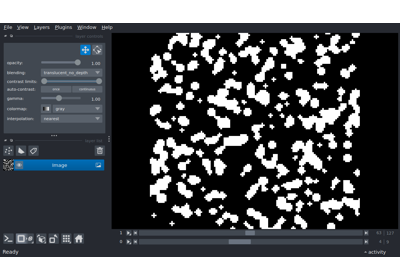 File View Layers Plugins Window Help
opacity: 1.00
blending: translucent_no_depth
contrast limits:
auto-contrast: once continuous
gamma: 1.00
colormap: gray
interpolation: nearest
Image
1
0
Ready
activity